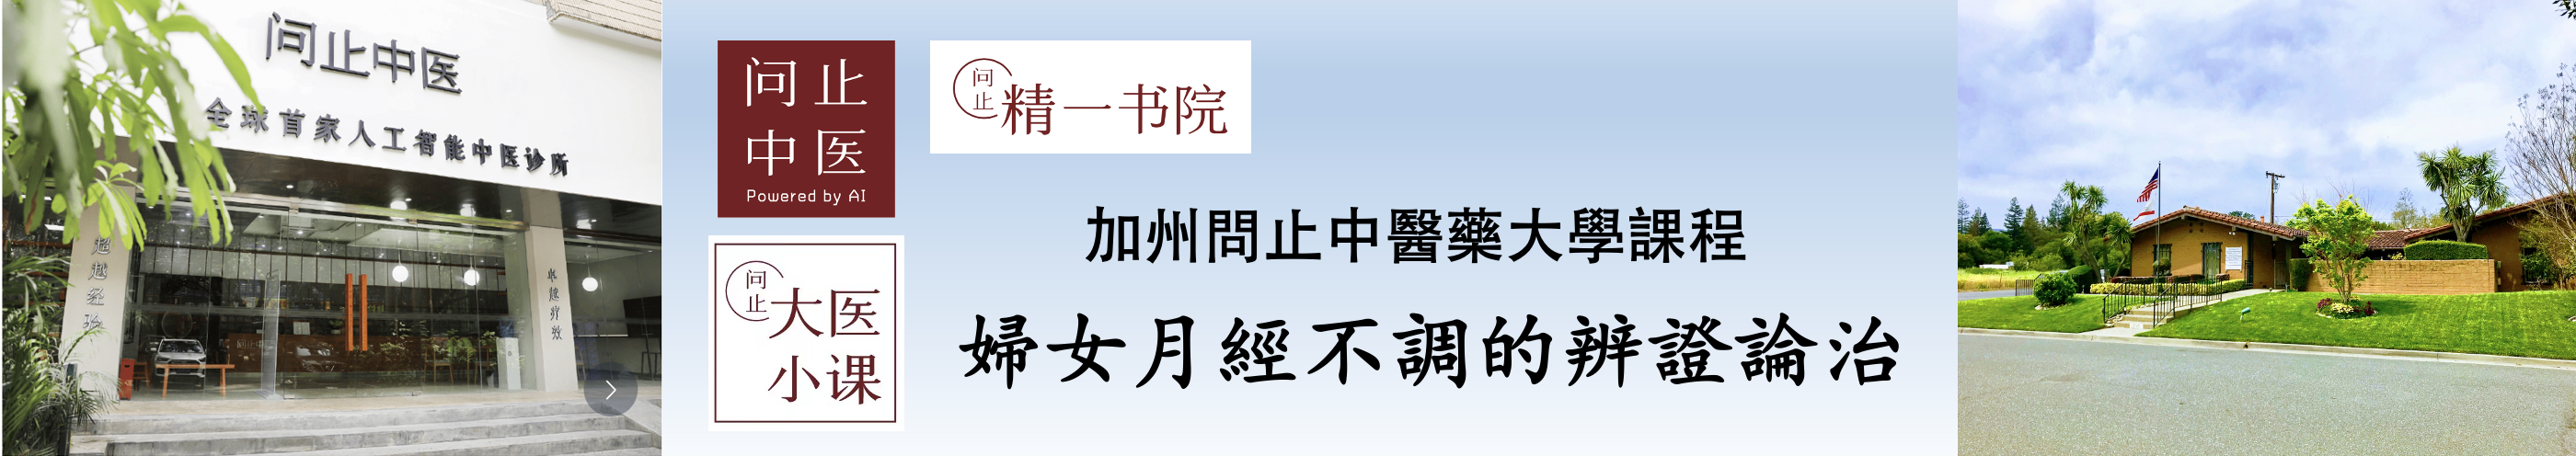 问止中医
全球首家人工智能中医诊所
超越经验
卓越疗效
问止
中医
Powered by AI
问止
精一书院
问止
大医
小课
加州問止中醫藥大學課程
婦女月經不調的辨證論治